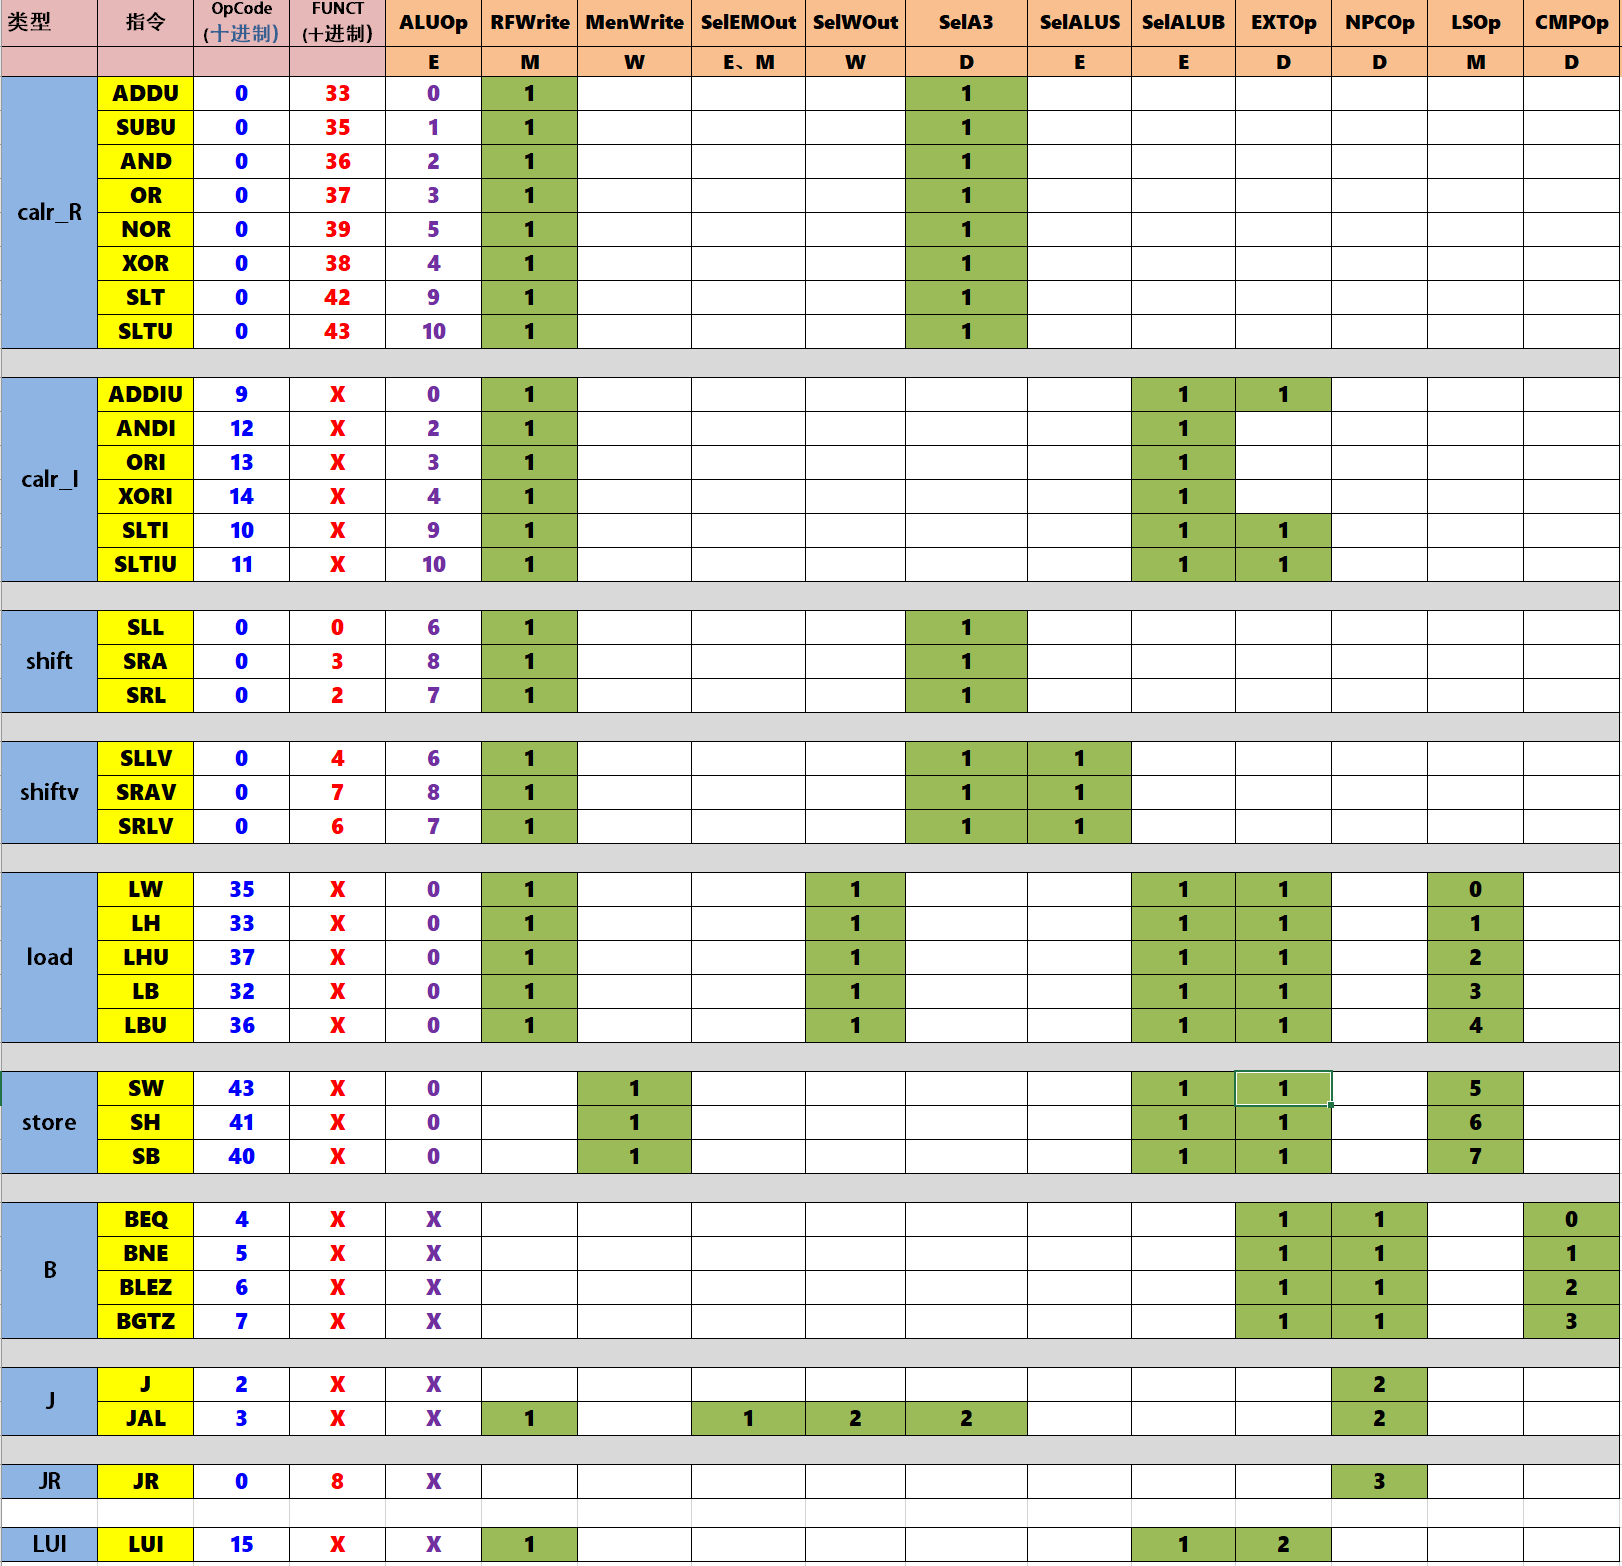 类型 指令 OpCode (十进制) FUNCT (十进制) ALUOp RFWrite MenWrite SelEMOut SelWOut SelA3 SelALUS SelALUB EXTOp NPCOp LSOp CMPOp
E M W E、M W D E E D D M D
calr_R
ADDU 0 33 0 1 1
SUBU 0 35 1 1 1
AND 0 36 2 1 1
OR 0 37 3 1 1
NOR 0 39 5 1 1
XOR 0 38 4 1 1
SLT 0 42 9 1 1
SLTU 0 43 10 1 1
calr_I
ADDIU 9 X 0 1 1 1
ANDI 12 X 2 1 1
ORI 13 X 3 1 1
XORI 14 X 4 1 1
SLTI 10 X 9 1 1 1
SLTIU 11 X 10 1 1 1
shift
SLL 0 0 6 1 1
SRA 0 3 8 1 1
SRL 0 2 7 1 1
shiftv
SLLV 0 4 6 1 1 1
SRAV 0 7 8 1 1 1
SRLV 0 6 7 1 1 1
load
LW 35 X 0 1 1 1 1 0
LH 33 X 0 1 1 1 1 1
LHU 37 X 0 1 1 1 1 2
LB 32 X 0 1 1 1 1 3
LBU 36 X 0 1 1 1 1 4
store
SW 43 X 0 1 1 1 5
SH 41 X 0 1 1 1 6
SB 40 X 0 1 1 1 7
B
BEQ 4 X X 1 1 0
BNE 5 X X 1 1 1
BLEZ 6 X X 1 1 2
BGTZ 7 X X 1 1 3
J
J 2 X X 2
JAL 3 X X 1 1 2 2 2
JR JR 0 8 X 3
LUI LUI 15 X X 1 1 2